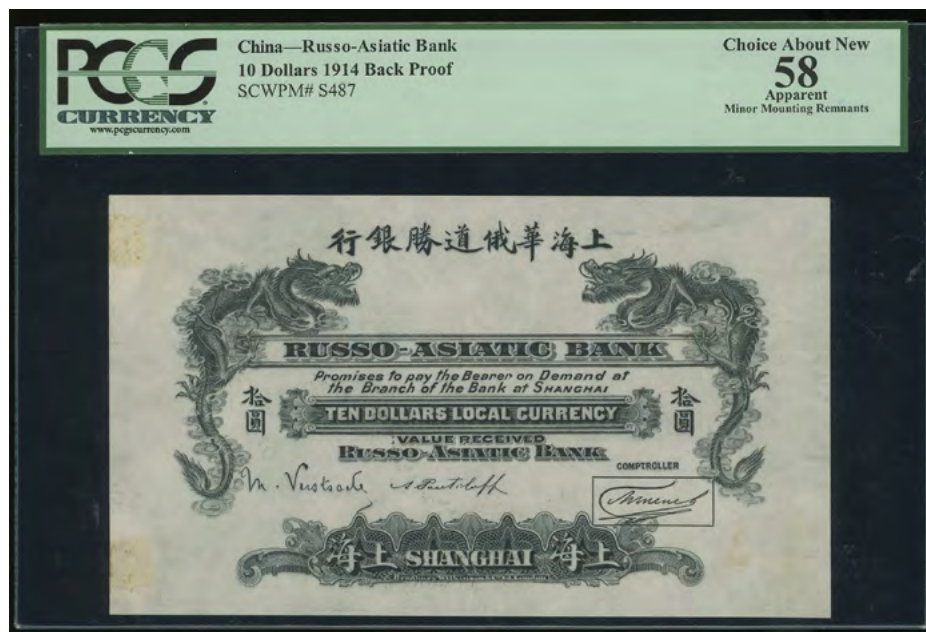 PCGS
CURRENCY
www.pcgscurrency.com
China—Russo-Asiatic Bank
10 Dollars 1914 Back Proof
SCWPM# S487
Choice About New
58
Apparent
Minor Mounting Remnants
行銀勝道俄華海上
RUSSO-ASIATIC BANK
Promises to pay the Bearer on Demand at
the Branch of the Bank at SHANGHAI
拾圓
TEN DOLLARS LOCAL CURRENCY
拾圓
VALUE RECEIVED
RUSSO-ASIATIC BANK
COMPTROLLER
海上 SHANGHAI 海上